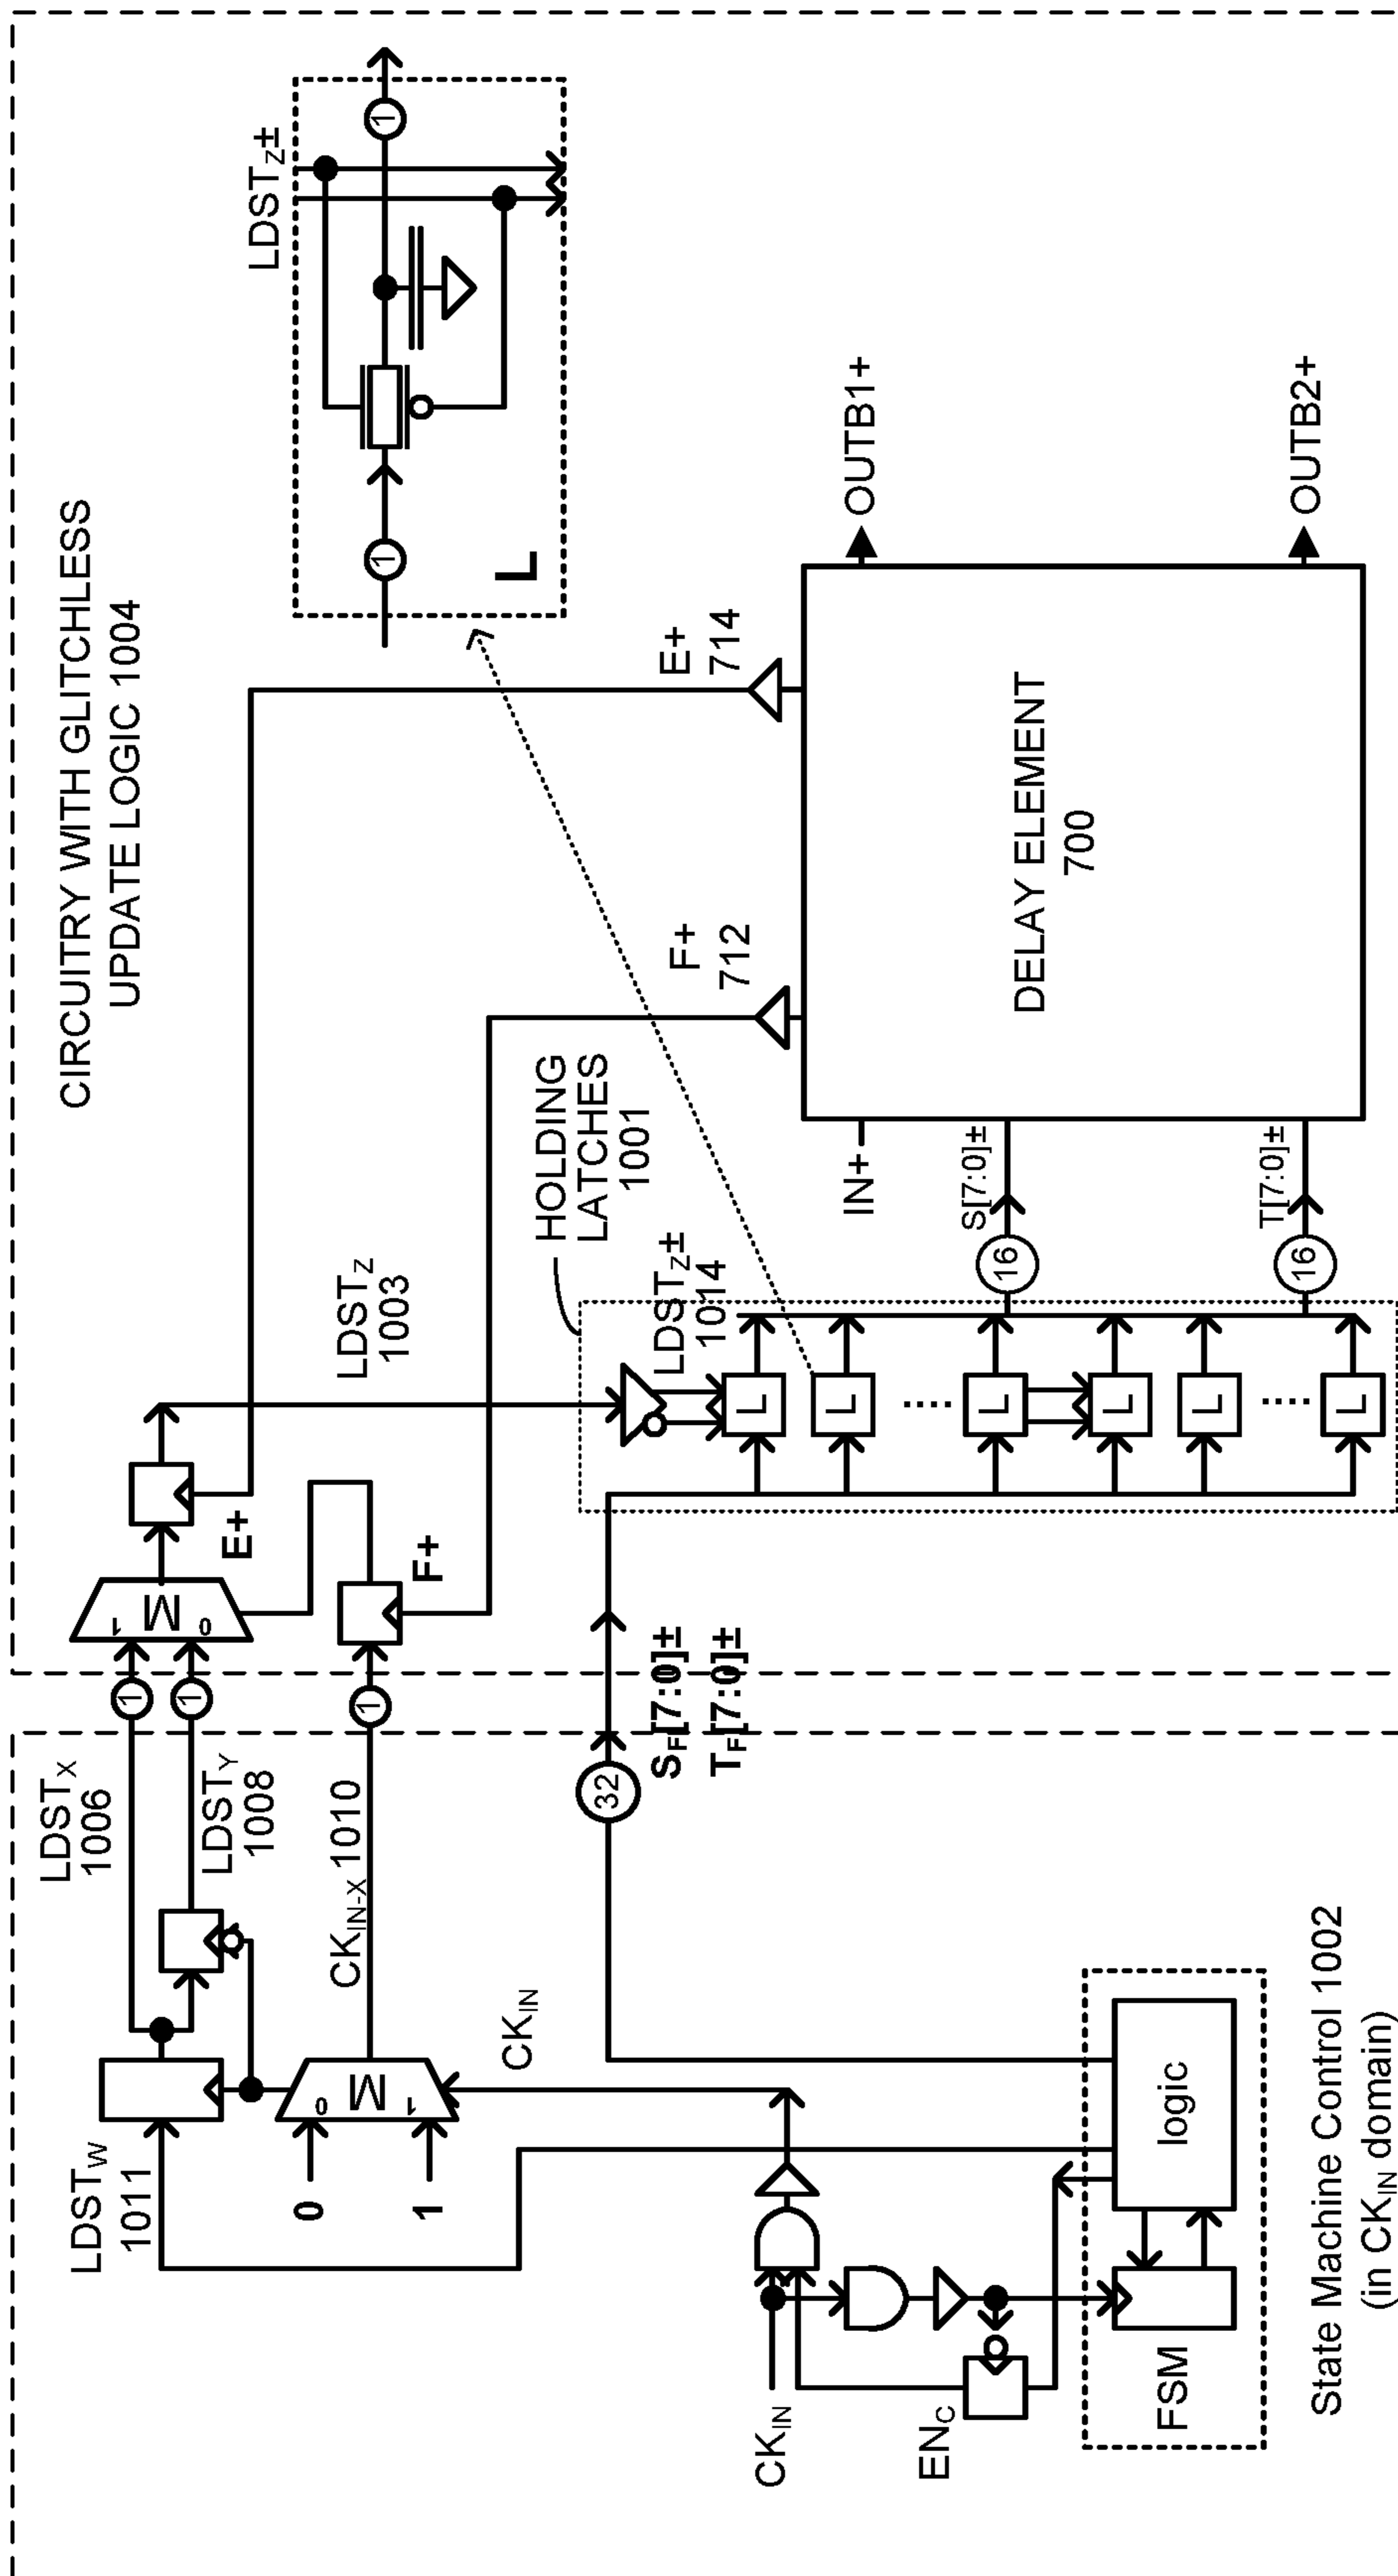 CIRCUITRY WITH GLITCHLESS
UPDATE LOGIC 1004
LDSTW
1011
LDSTX
1006
LDSTY
1008
CKIN-X 1010
0
1
0
M
1
CKIN
1
1
1
1
M
0
E+
F+
LDSTZ
1003
E+
714
F+
712
HOLDING
LATCHES
1001
LDSTZ±
1014
L
L
....
L
L
L
....
L
LDSTZ±
1
1
L
CKIN
ENC
FSM
logic
State Machine Control 1002
(in CKIN domain)
32
SF[7:0]±
TF[7:0]±
16
16
IN+
S[7:0]±
T[7:0]±
DELAY ELEMENT
700
OUTB1+
OUTB2+